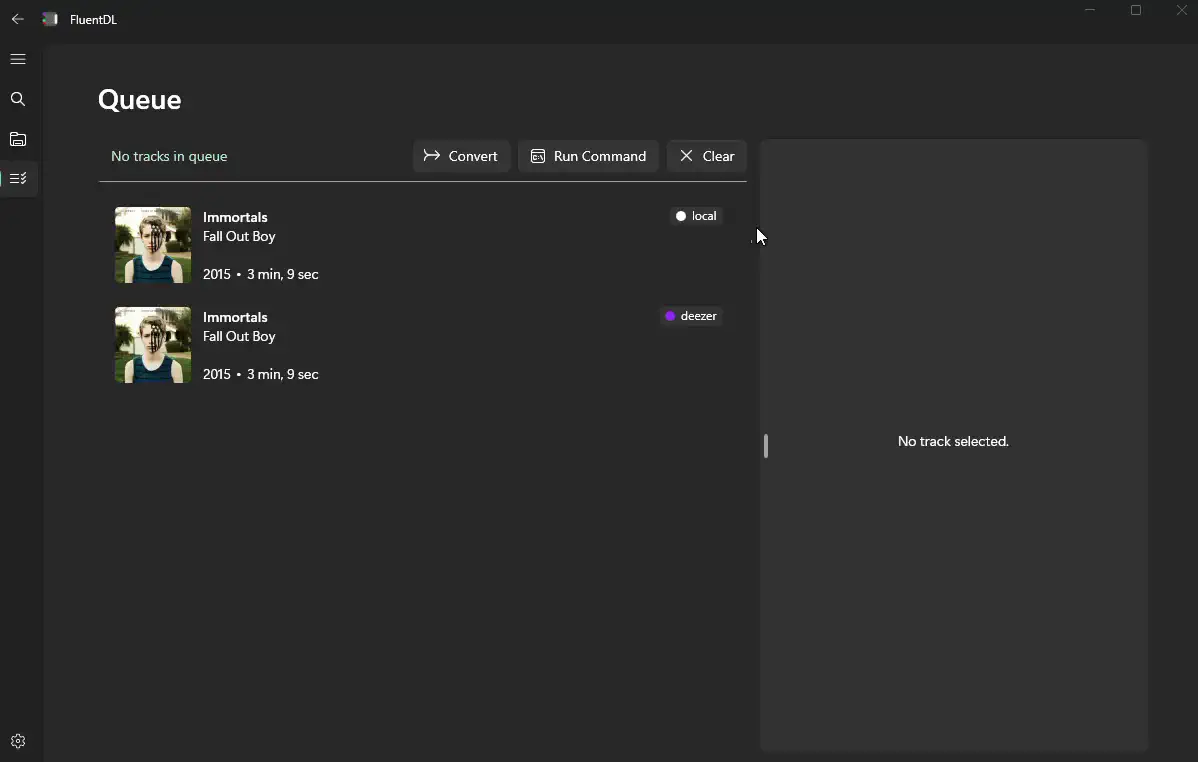 FluentDL
Queue
No tracks in queue
Convert
Run Command
Clear
Immortals
local
Fall Out Boy
2015 • 3 min, 9 sec
Immortals
deezer
Fall Out Boy
2015 • 3 min, 9 sec
No track selected.